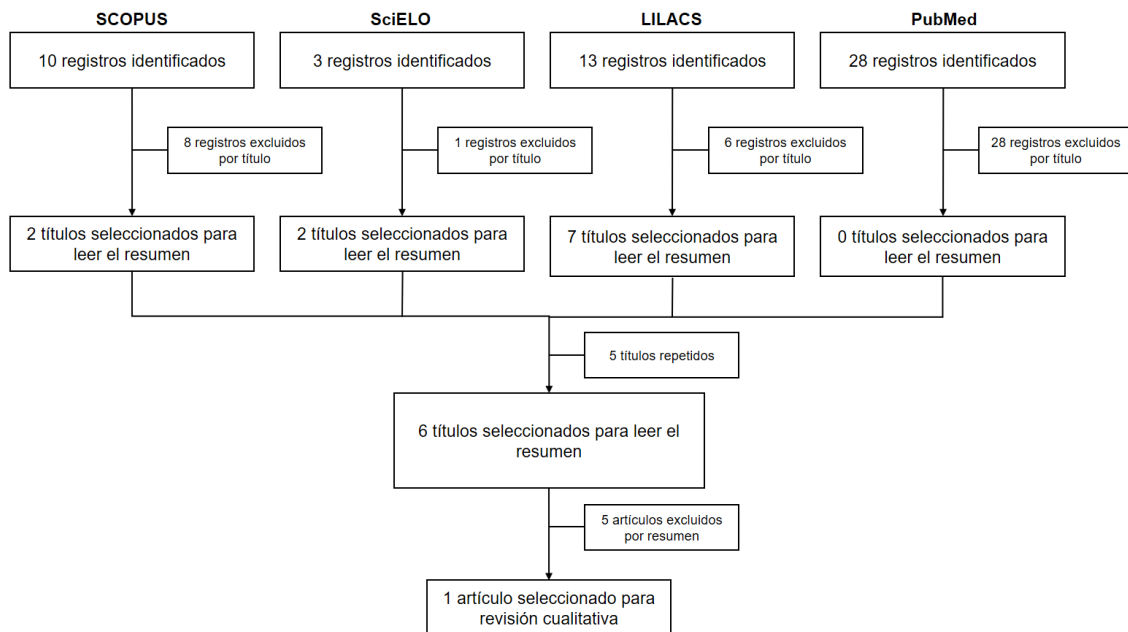 SCOPUS
SciELO
LILACS
PubMed
10 registros identificados
3 registros identificados
13 registros identificados
28 registros identificados
8 registros excluidos
por título
1 registros excluidos
por título
6 registros excluidos
por título
28 registros excluidos
por título
2 títulos seleccionados para
leer el resumen
2 títulos seleccionados para
leer el resumen
7 títulos seleccionados para
leer el resumen
0 títulos seleccionados para
leer el resumen
5 títulos repetidos
6 títulos seleccionados para leer el
resumen
5 artículos excluidos
por resumen
1 artículo seleccionado para
revisión cualitativa